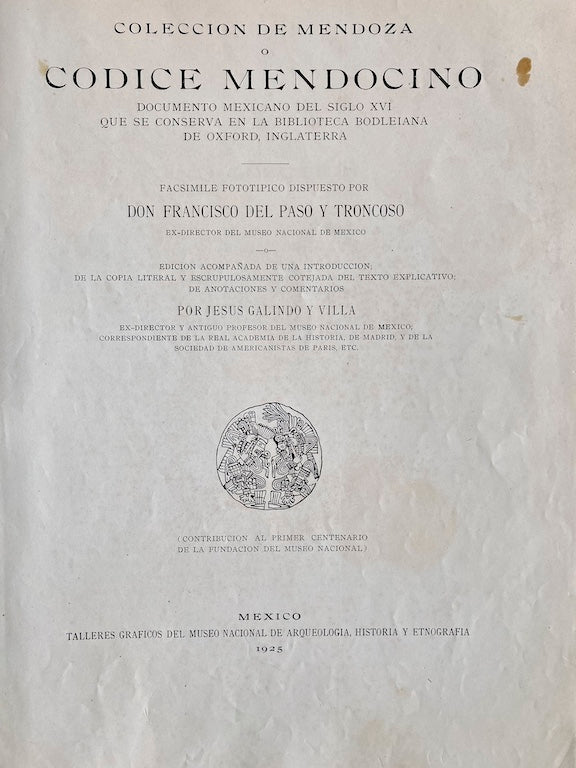 COLECCION DE MENDOZA
O
CODICE MENDOCINO
DOCUMENTO MEXICANO DEL SIGLO XVI
QUE SE CONSERVA EN LA BIBLIOTECA BODLEIANA
DE OXFORD, INGLATERRA
FACSIMILE FOTOTIPICO DISPUESTO POR
DON FRANCISCO DEL PASO Y TRONCOSO
EX-DIRECTOR DEL MUSEO NACIONAL DE MEXICO
—o—
EDICION ACOMPAÑADA DE UNA INTRODUCCION;
DE LA COPIA LITERAL Y ESCRUPULOSAMENTE COTEJADA DEL TEXTO EXPLICATIVO;
DE ANOTACIONES Y COMENTARIOS
POR JESUS GALINDO Y VILLA
EX-DIRECTOR Y ANTIGUO PROFESOR DEL MUSEO NACIONAL DE MEXICO;
CORRESPONDIENTE DE LA REAL ACADEMIA DE LA HISTORIA, DE MADRID, Y DE LA
SOCIEDAD DE AMERICANISTAS DE PARIS, ETC.
(CONTRIBUCION AL PRIMER CENTENARIO
DE LA FUNDACION DEL MUSEO NACIONAL)
MEXICO
TALLERES GRAFICOS DEL MUSEO NACIONAL DE ARQUEOLOGIA, HISTORIA Y ETNOGRAFIA
1925